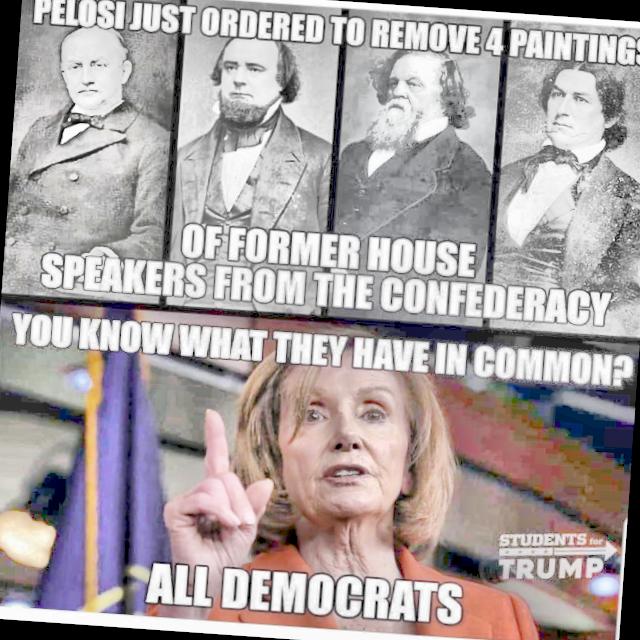 PELOSI JUST ORDERED TO REMOVE 4 PAINTINGS
OF FORMER HOUSE
SPEAKERS FROM THE CONFEDERACY
YOU KNOW WHAT THEY HAVE IN COMMON?
STUDENTS for
TRUMP
ALL DEMOCRATS